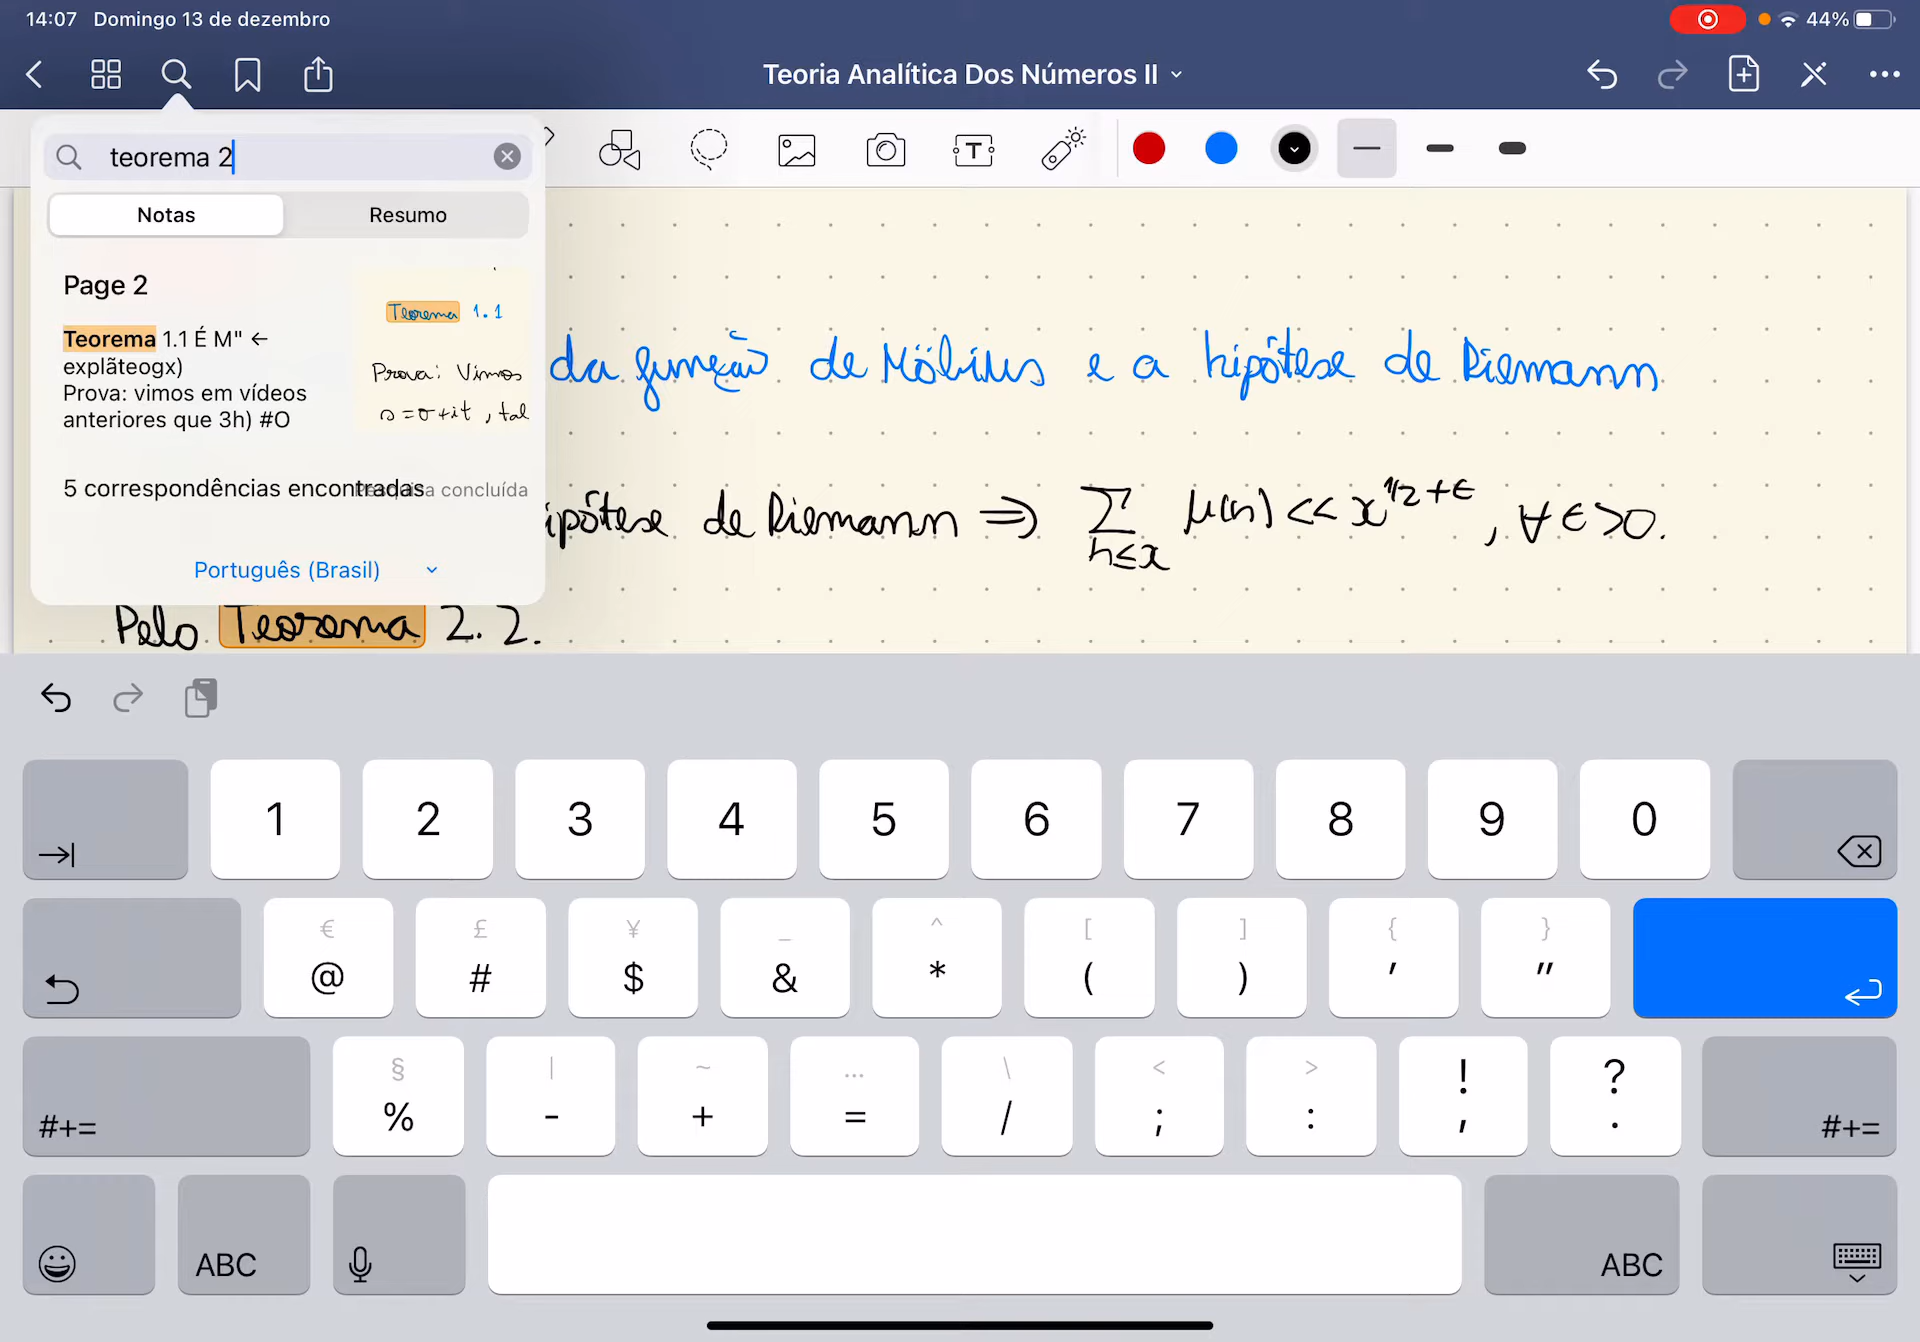 14:07 Domingo 13 de dezembro
44%
Teoria Analítica Dos Números II
teorema 2
T
Notas Resumo
Page 2
Teorema 1.1 É M" ←
explãteogx)
Prova: vimos em vídeos
anteriores que 3h) #O
Teorema 1.1
Prova: Vimos
s=σ+it, tal
5 correspondências encontradas
concluída
Português (Brasil)
da função de Möbius e a hipótese de Riemann
ipótese de Riemann ⇒ ∑ μ(n) << x^{1/2+ε}, ∀ε>0.
n≤x
Pelo Teorema 2.2.
1 2 3 4 5 6 7 8 9 0
€ £ ¥ _ ^ [ ] { }
@ # $ & * ( ) ' "
§ | ~ … \ < > ! ?
#+= % - + = / ; : , . #+=
ABC ABC